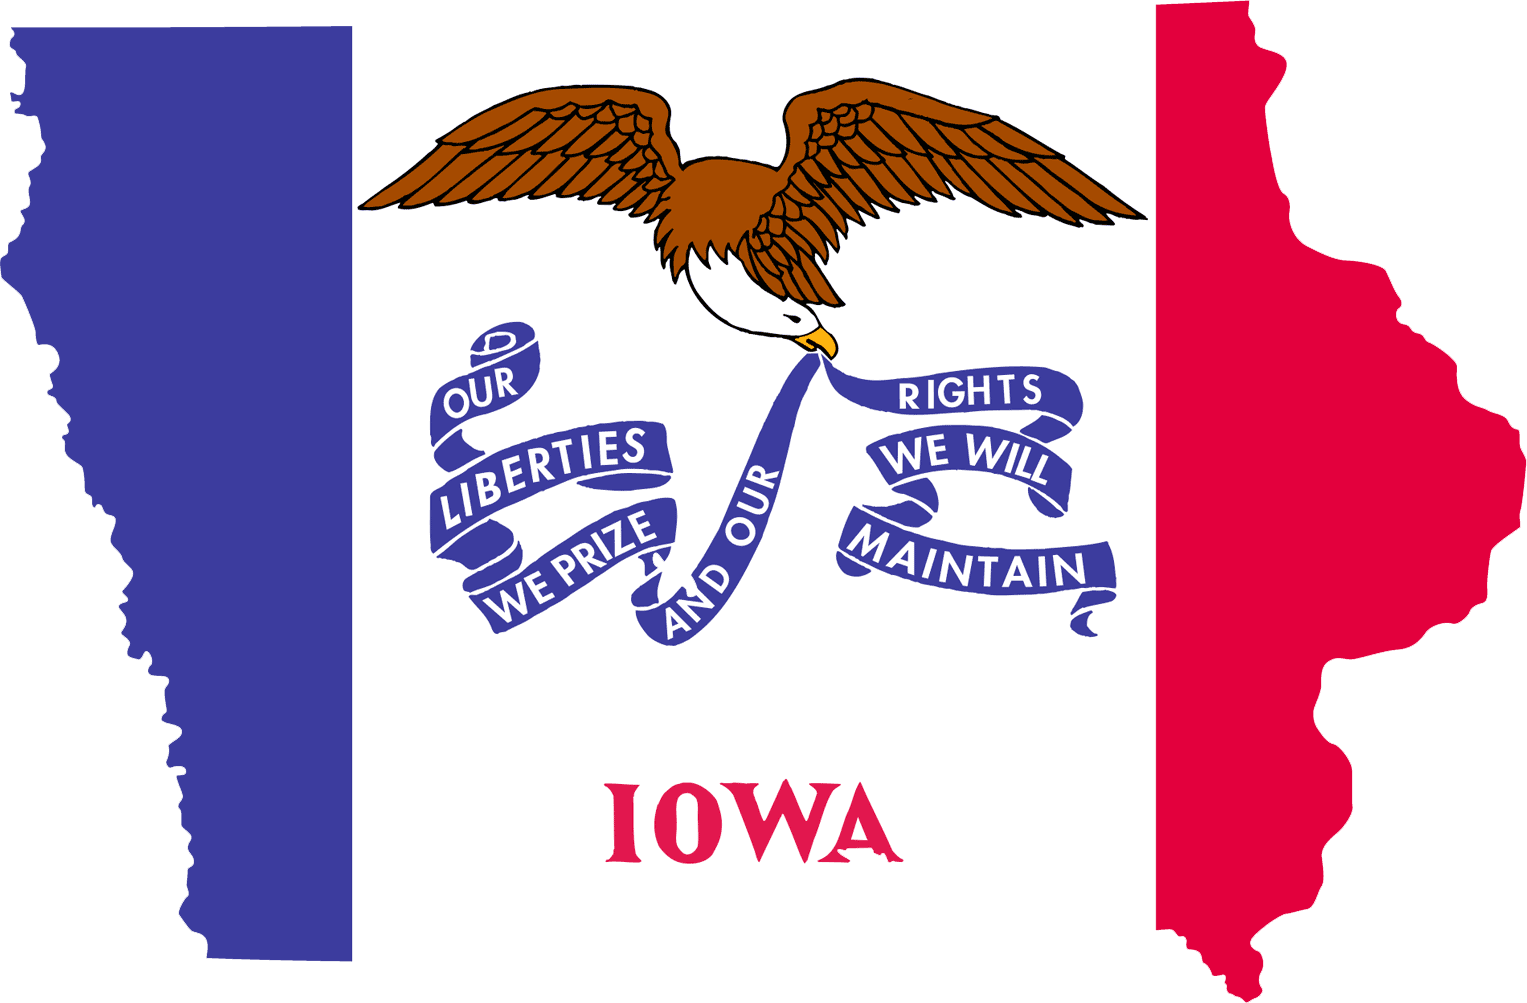 OUR
LIBERTIES
WE PRIZE
AND OUR
RIGHTS
WE WILL
MAINTAIN
IOWA